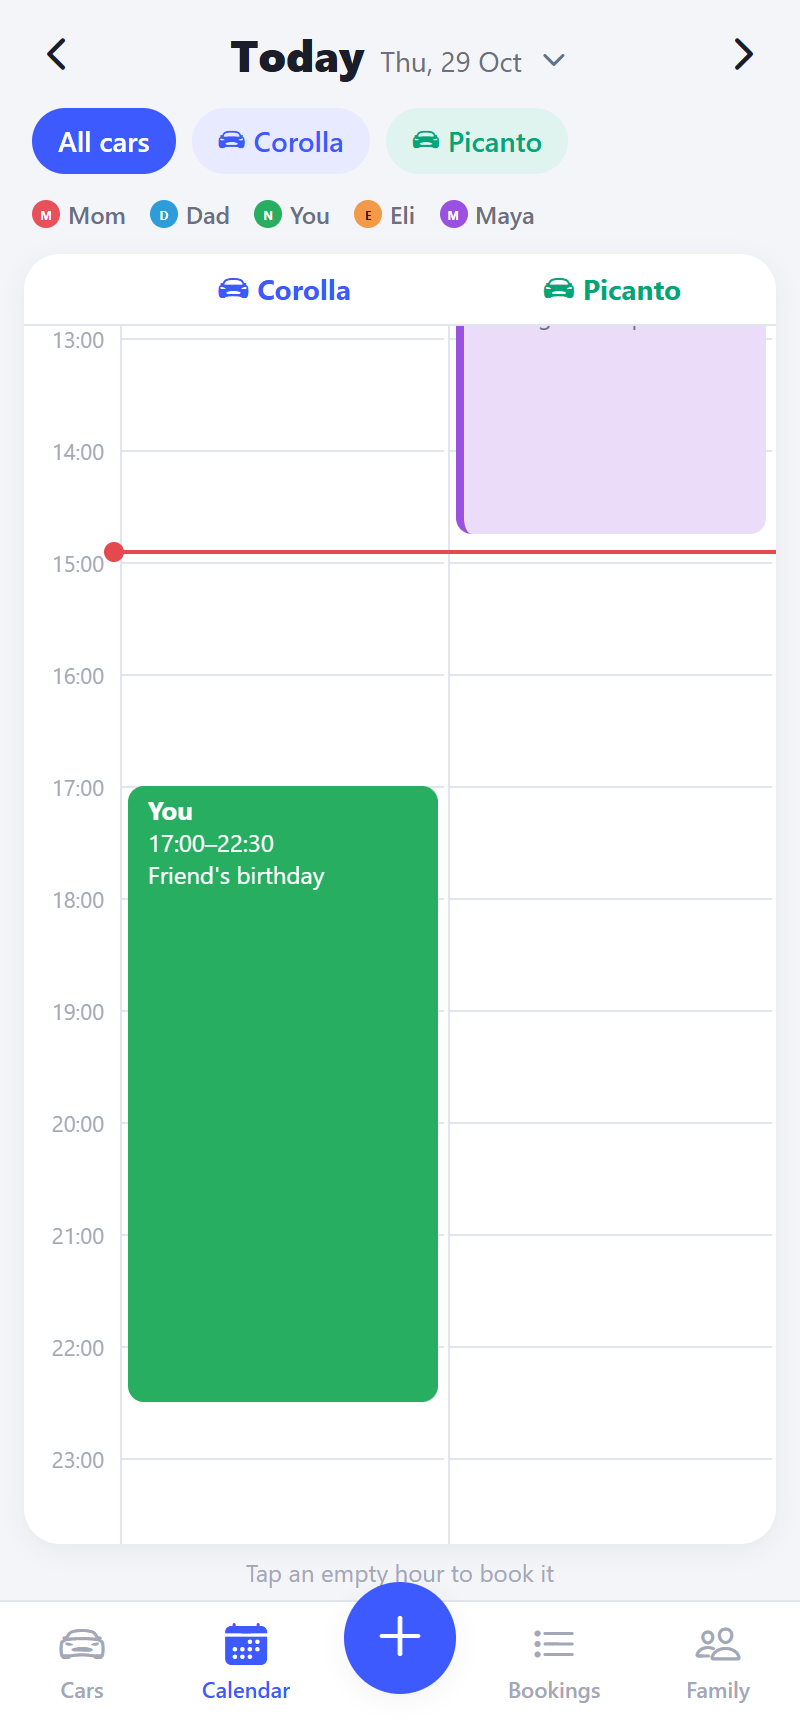 Today Thu, 29 Oct
All cars Corolla Picanto
M Mom D Dad N You E Eli M Maya
Corolla Picanto
13:00
14:00
15:00
16:00
17:00
You
17:00–22:30
Friend's birthday
18:00
19:00
20:00
21:00
22:00
23:00
Tap an empty hour to book it
Cars Calendar Bookings Family